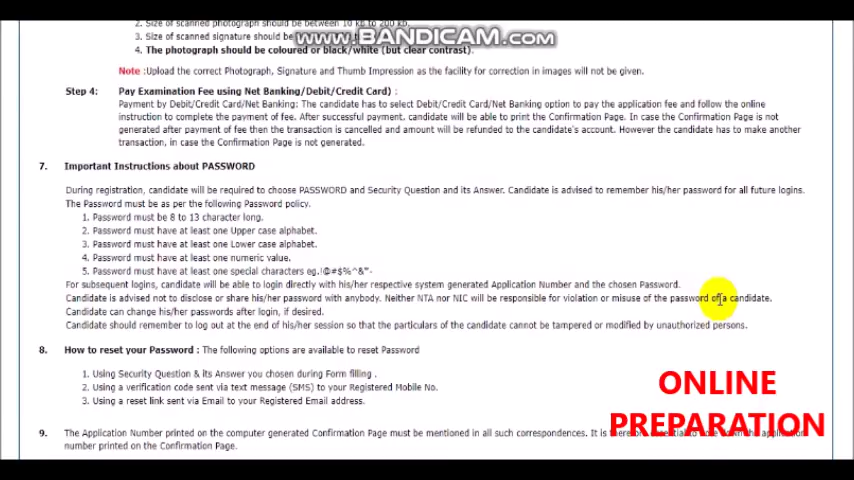 2. Size of scanned photograph should be between 10 kb to 200 kb.
www.BANDICAM.com
3. Size of scanned signature should be
4. The photograph should be coloured or black/white (but clear contrast).
Note : Upload the correct Photograph, Signature and Thumb Impression as the facility for correction in images will not be given.
Step 4: Pay Examination Fee using Net Banking/Debit/Credit Card) :
Payment by Debit/Credit Card/Net Banking: The candidate has to select Debit/Credit Card/Net Banking option to pay the application fee and follow the online
instruction to complete the payment of fee. After successful payment, candidate will be able to print the Confirmation Page. In case the Confirmation Page is not
generated after payment of fee then the transaction is cancelled and amount will be refunded to the candidate's account. However the candidate has to make another
transaction, in case the Confirmation Page is not generated.
7. Important Instructions about PASSWORD
During registration, candidate will be required to choose PASSWORD and Security Question and its Answer. Candidate is advised to remember his/her password for all future logins.
The Password must be as per the following Password policy.
1. Password must be 8 to 13 character long.
2. Password must have at least one Upper case alphabet.
3. Password must have at least one Lower case alphabet.
4. Password must have at least one numeric value.
5. Password must have at least one special characters eg.!@#$%^&*-
For subsequent logins, candidate will be able to login directly with his/her respective system generated Application Number and the chosen Password.
Candidate is advised not to disclose or share his/her password with anybody. Neither NTA nor NIC will be responsible for violation or misuse of the password of a candidate.
Candidate can change his/her passwords after login, if desired.
Candidate should remember to log out at the end of his/her session so that the particulars of the candidate cannot be tampered or modified by unauthorized persons.
8. How to reset your Password : The following options are available to reset Password
1. Using Security Question & its Answer you chosen during Form filling .
2. Using a verification code sent via text message (SMS) to your Registered Mobile No.
3. Using a reset link sent via Email to your Registered Email address.
ONLINE
PREPARATION
9. The Application Number printed on the computer generated Confirmation Page must be mentioned in all such correspondences. It is
number printed on the Confirmation Page.